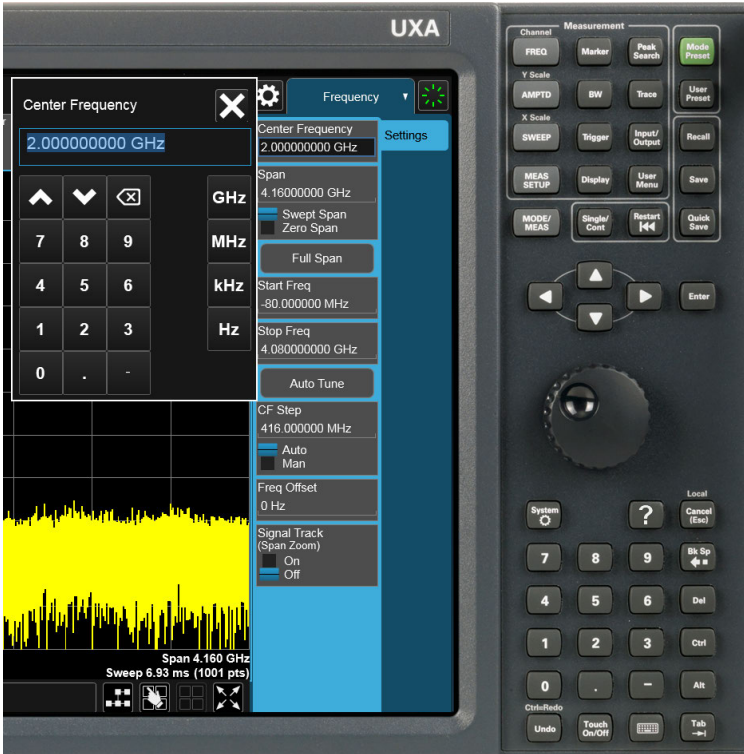 UXA
Center Frequency
2.000000000 GHz
GHz
7 8 9 MHz
4 5 6 kHz
1 2 3 Hz
0 . -
Frequency
Center Frequency
2.000000000 GHz
Settings
Span
4.16000000 GHz
Swept Span
Zero Span
Full Span
Start Freq
-80.000000 MHz
Stop Freq
4.080000000 GHz
Auto Tune
CF Step
416.000000 MHz
Auto
Man
Freq Offset
0 Hz
Signal Track
(Span Zoom)
On
Off
Span 4.160 GHz
Sweep 6.93 ms (1001 pts)
Measurement
Channel
FREQ
Marker
Peak
Search
Mode
Preset
Y Scale
AMPTD
BW
Trace
User
Preset
X Scale
SWEEP
Trigger
Input/
Output
Recall
MEAS
SETUP
Display
User
Menu
Save
MODE/
MEAS
Single/
Cont
Restart
Quick
Save
Enter
Local
System
?
Cancel
(Esc)
7 8 9
Bk Sp
4 5 6 Del
1 2 3 Ctrl
0 . - Alt
Ctrl=Redo
Undo
Touch
On/Off
Tab